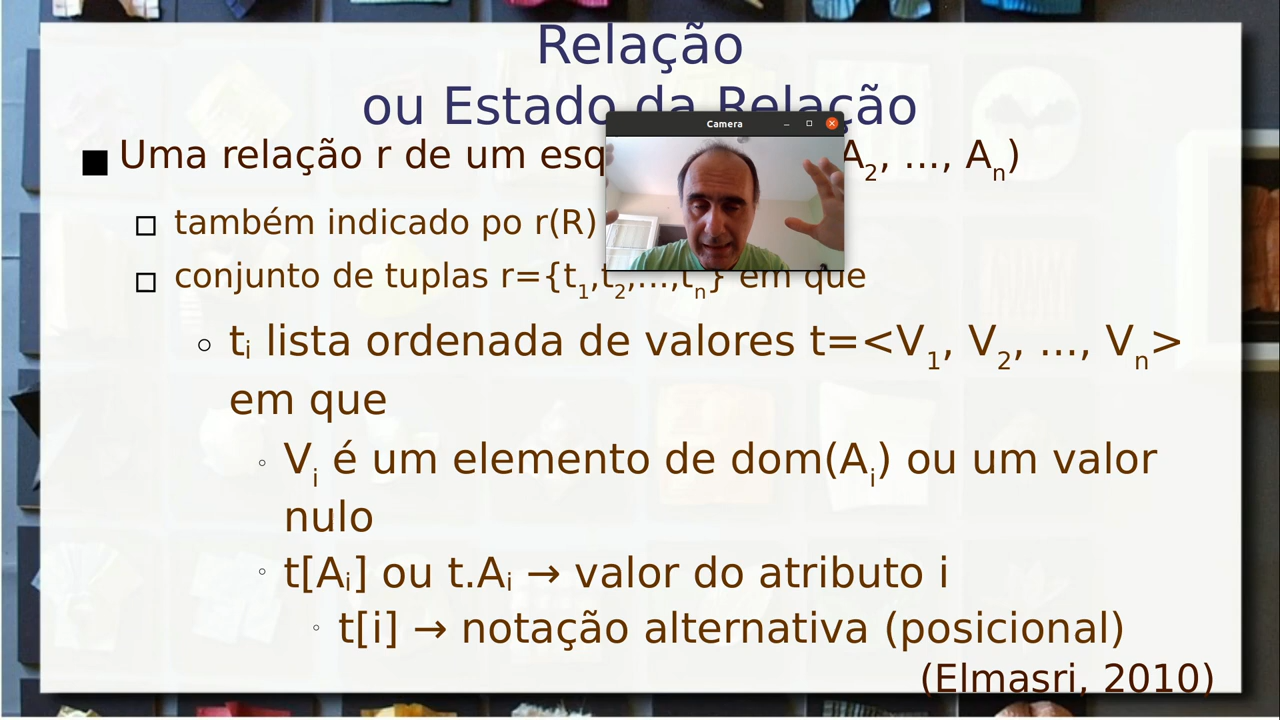 Relação
ou Estado da Relação
Camera
Uma relação r de um esq A₂, ..., Aₙ)
também indicado po r(R)
conjunto de tuplas r={t₁,t₂,...,tₙ} em que
tᵢ lista ordenada de valores t=<V₁, V₂, ..., Vₙ>
em que
Vᵢ é um elemento de dom(Aᵢ) ou um valor
nulo
t[Aᵢ] ou t.Aᵢ → valor do atributo i
t[i] → notação alternativa (posicional)
(Elmasri, 2010)